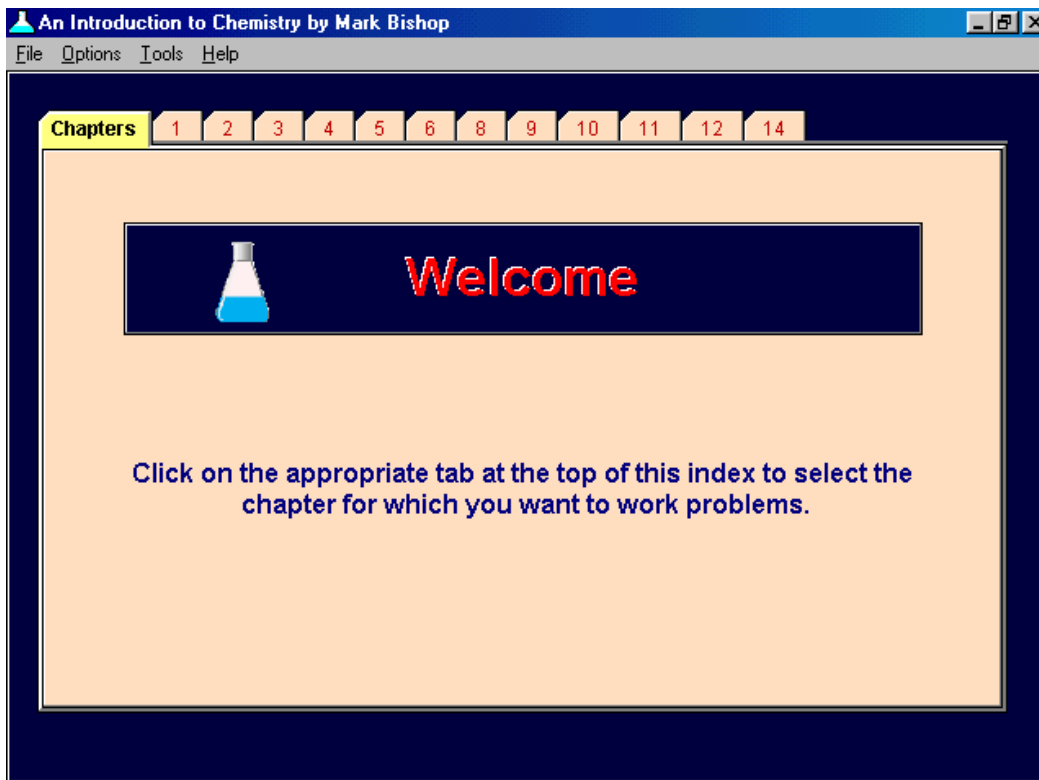 An Introduction to Chemistry by Mark Bishop
File Options Tools Help
Chapters 1 2 3 4 5 6 8 9 10 11 12 14
Welcome
Click on the appropriate tab at the top of this index to select the
chapter for which you want to work problems.